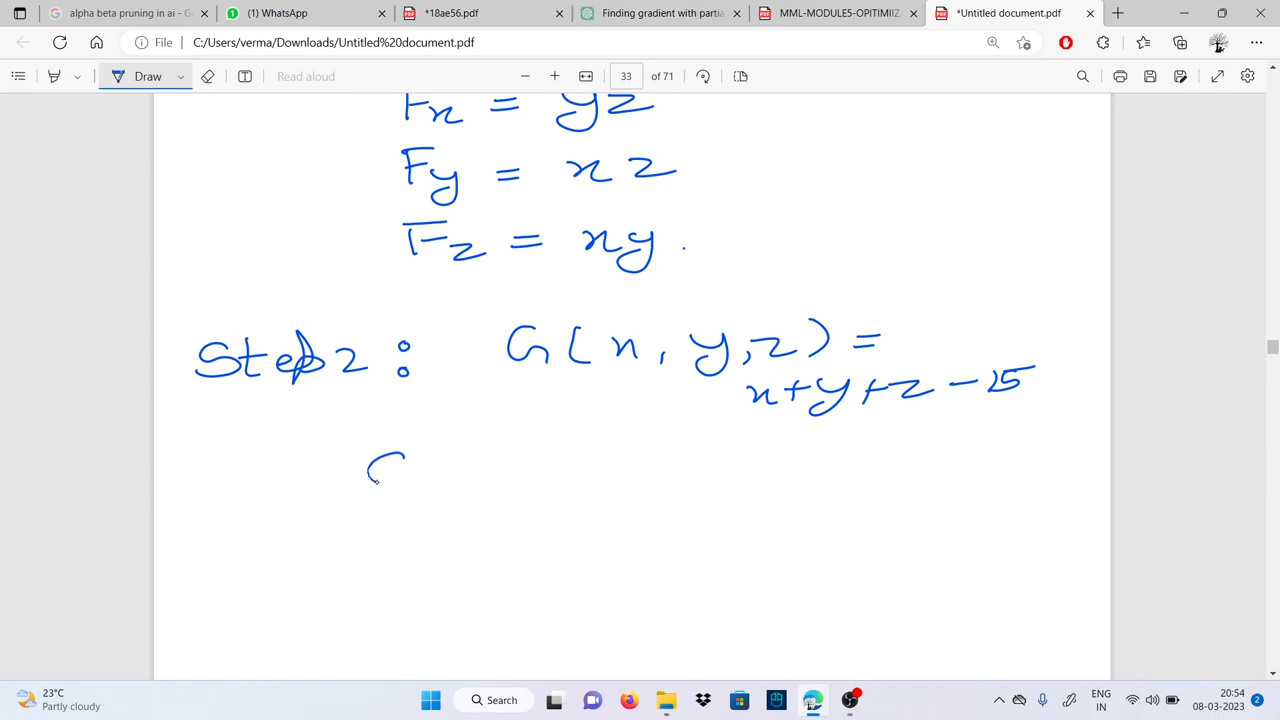 alpha beta pruning in ai - G
(1) WhatsApp
*18ae56.pdf
Finding gradient with partia
MML-MODULE5-OPITIMIZA
*Untitled document.pdf
File C:/Users/verma/Downloads/Untitled%20document.pdf
Draw Read aloud 33 of 71
Fx = yz
Fy = xz
Fz = xy.
Step 2 : G(x, y, z) =
x+y+z-25
23°C
Partly cloudy
Search
ENG
IN
20:54
08-03-2023
2